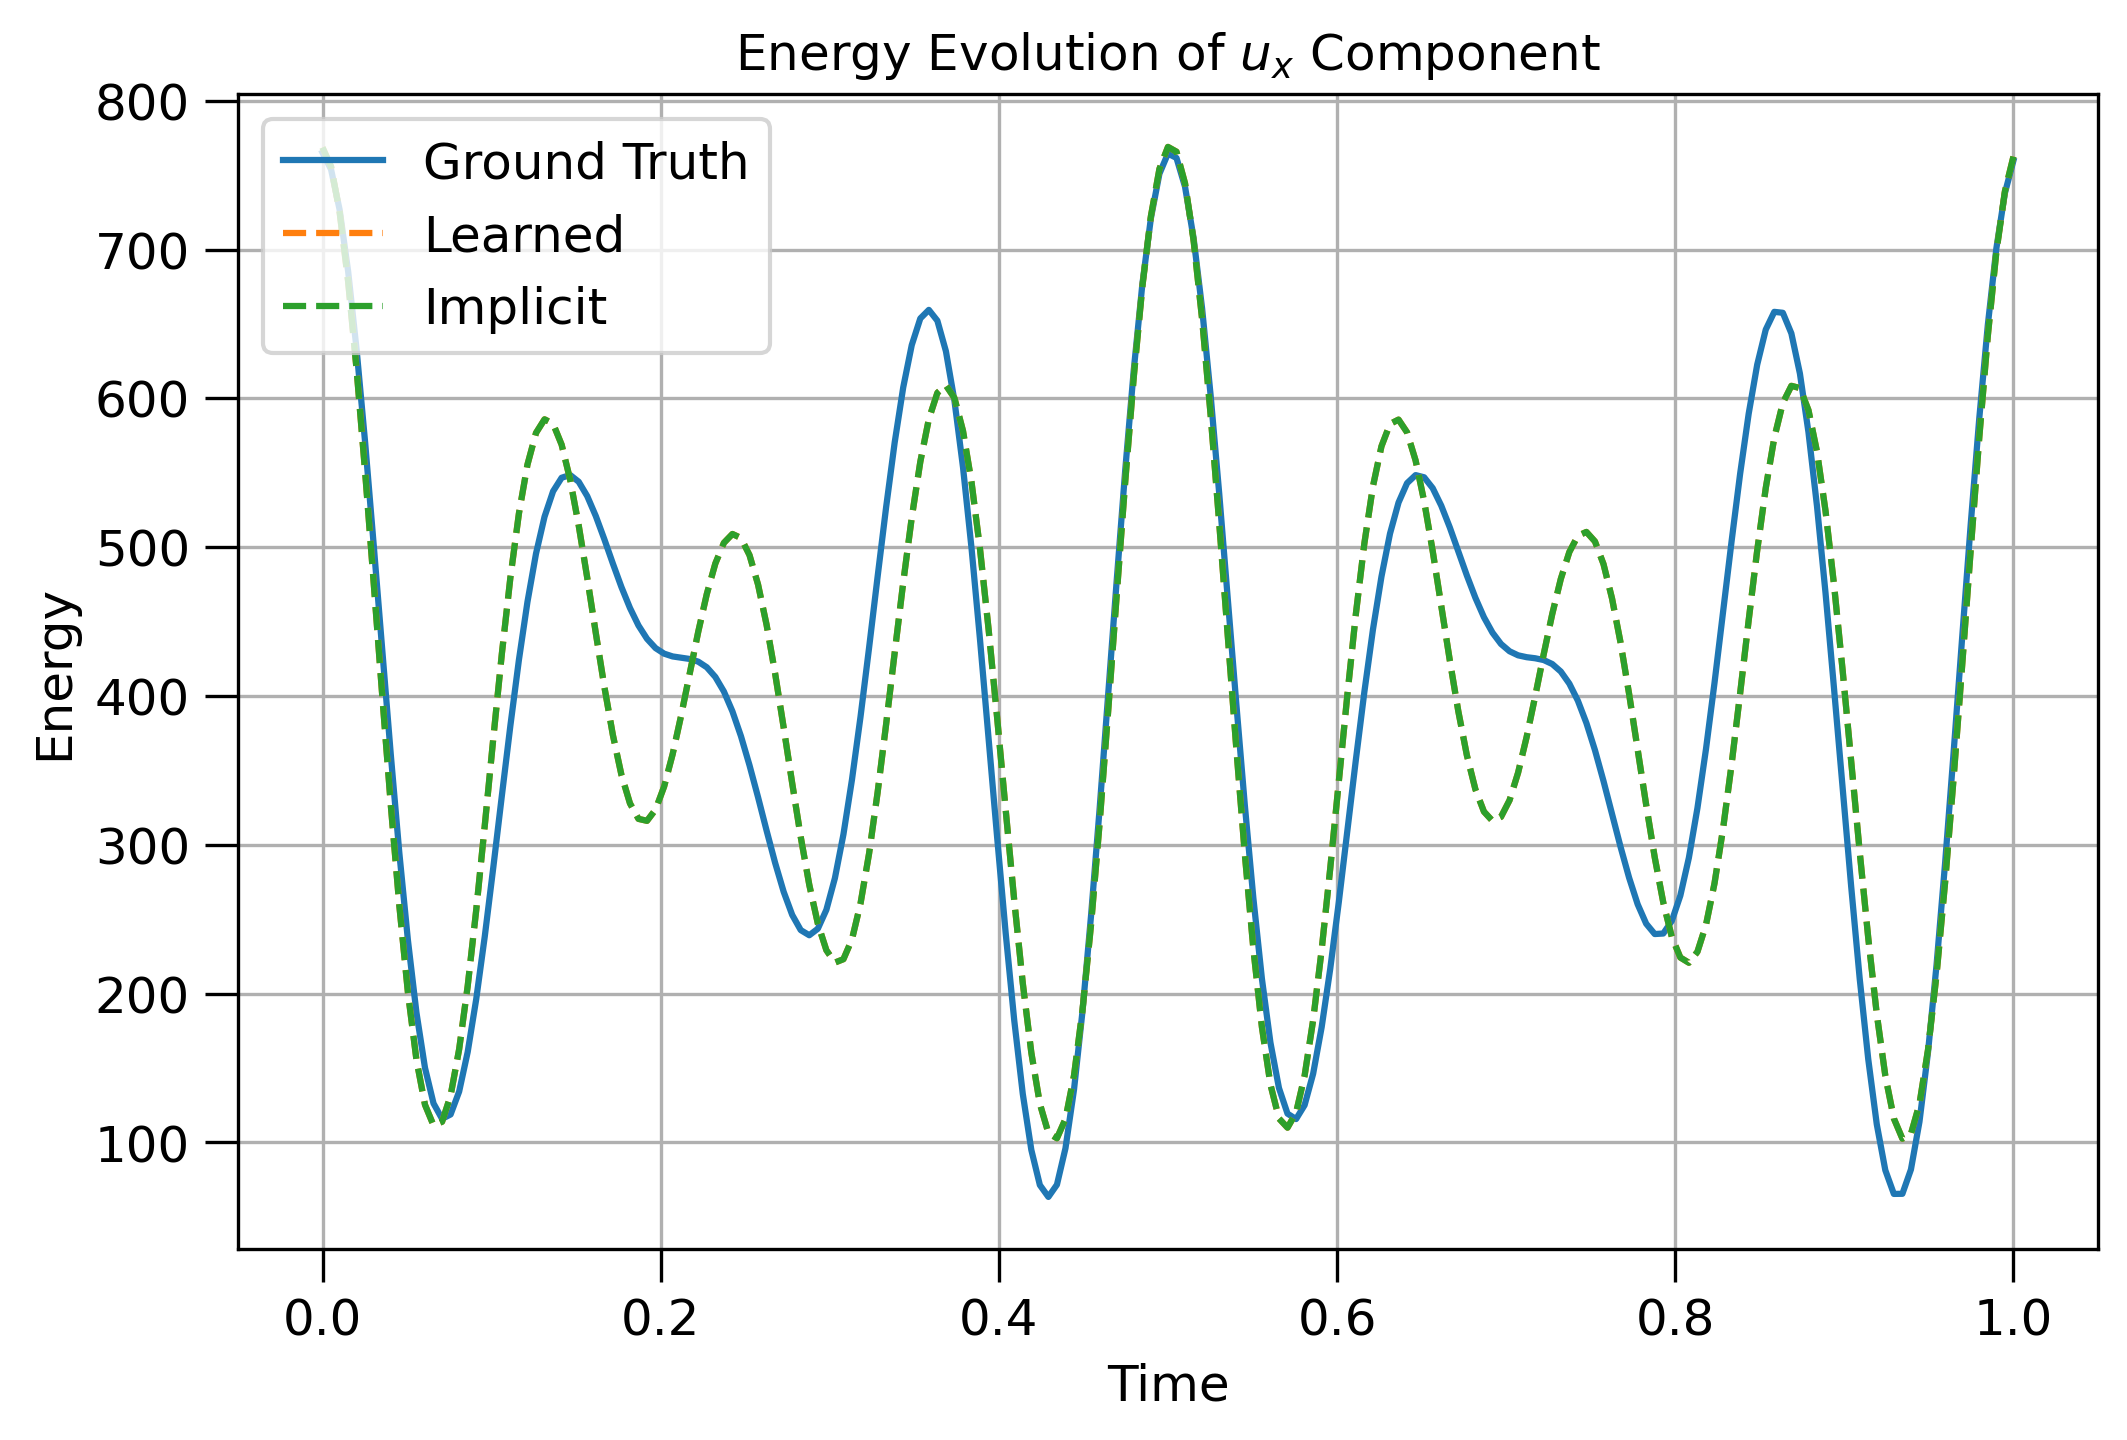 Energy Evolution of u_x Component
800
700
600
500
400
300
200
100
Energy
Ground Truth
Learned
Implicit
0.0 0.2 0.4 0.6 0.8 1.0
Time